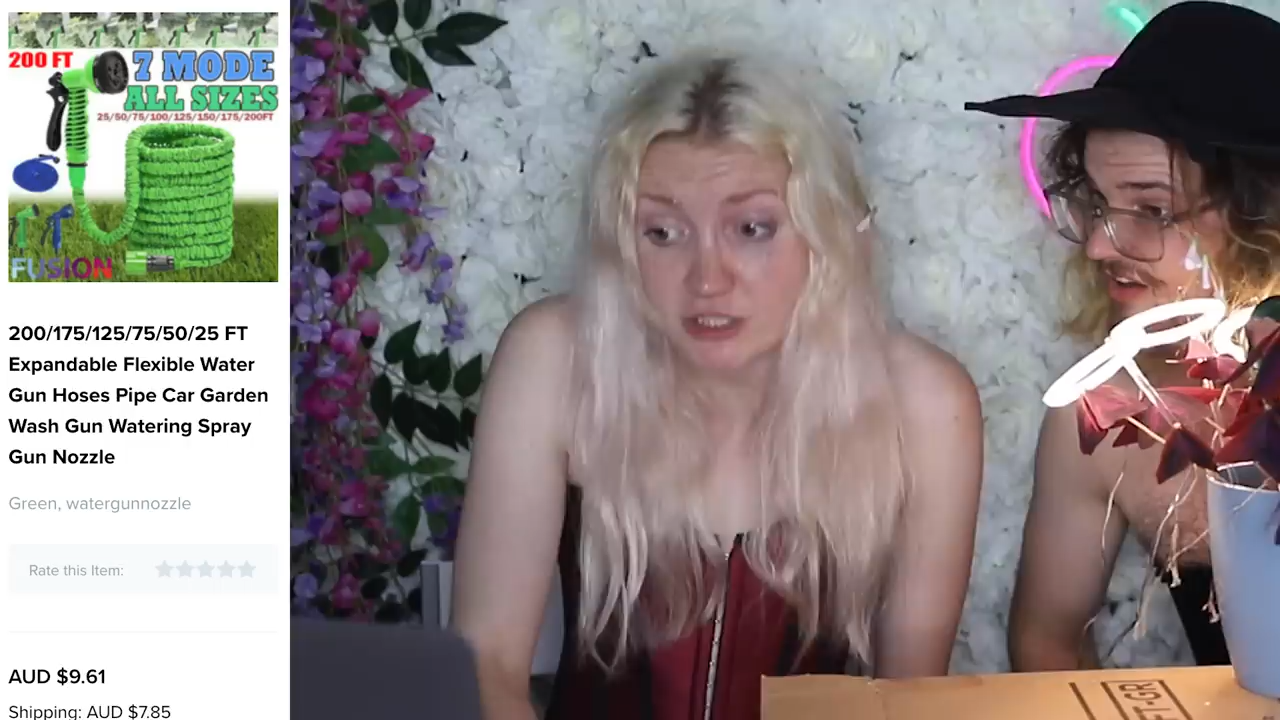 200 FT
7 MODE
ALL SIZES
25/50/75/100/125/150/175/200FT
FUSION
200/175/125/75/50/25 FT
Expandable Flexible Water
Gun Hoses Pipe Car Garden
Wash Gun Watering Spray
Gun Nozzle
Green, watergunnozzle
Rate this Item:
AUD $9.61
Shipping: AUD $7.85